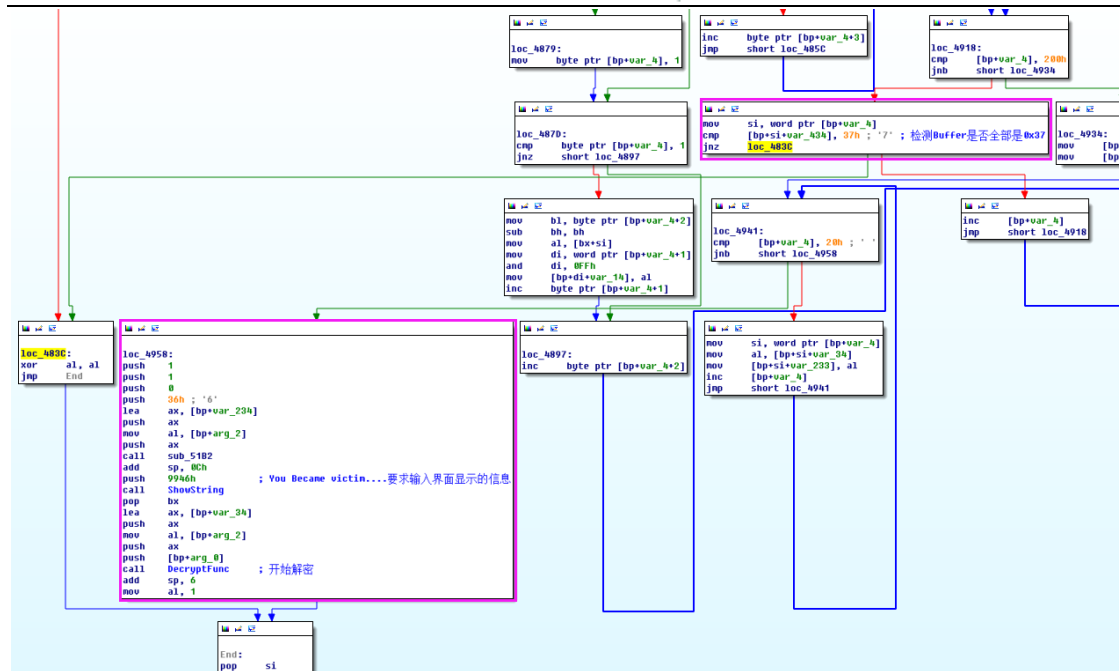 loc_4879:
mov     byte ptr [bp+var_4], 1
inc     byte ptr [bp+var_4+3]
jmp     short loc_485C
loc_4918:
cmp     [bp+var_4], 200h
jnb     short loc_4934
loc_487D:
cmp     byte ptr [bp+var_4], 1
jnz     short loc_4897
mov     si, word ptr [bp+var_4]
cmp     [bp+si+var_434], 37h ; '7' ; 检测Buffer是否全部是0x37
jnz     loc_483C
loc_4934:
mov     [bp
mov     [bp
mov     bl, byte ptr [bp+var_4+2]
sub     bh, bh
mov     al, [bx+si]
mov     di, word ptr [bp+var_4+1]
and     di, 0FFh
mov     [bp+di+var_14], al
inc     byte ptr [bp+var_4+1]
loc_4941:
cmp     [bp+var_4], 20h ; ' '
jnb     short loc_4958
inc     [bp+var_4]
jmp     short loc_4918
loc_483C:
xor     al, al
jmp     End
loc_4958:
push    1
push    1
push    0
push    36h ; '6'
lea     ax, [bp+var_234]
push    ax
mov     al, [bp+arg_2]
push    ax
call    sub_51B2
add     sp, 0Ch
push    9946h           ; You Became victim....要求输入界面显示的信息
call    ShowString
pop     bx
lea     ax, [bp+var_34]
push    ax
mov     al, [bp+arg_2]
push    ax
push    [bp+arg_0]
call    DecryptFunc     ; 开始解密
add     sp, 6
mov     al, 1
loc_4897:
inc     byte ptr [bp+var_4+2]
mov     si, word ptr [bp+var_4]
mov     al, [bp+si+var_34]
mov     [bp+si+var_233], al
inc     [bp+var_4]
jmp     short loc_4941
End:
pop     si